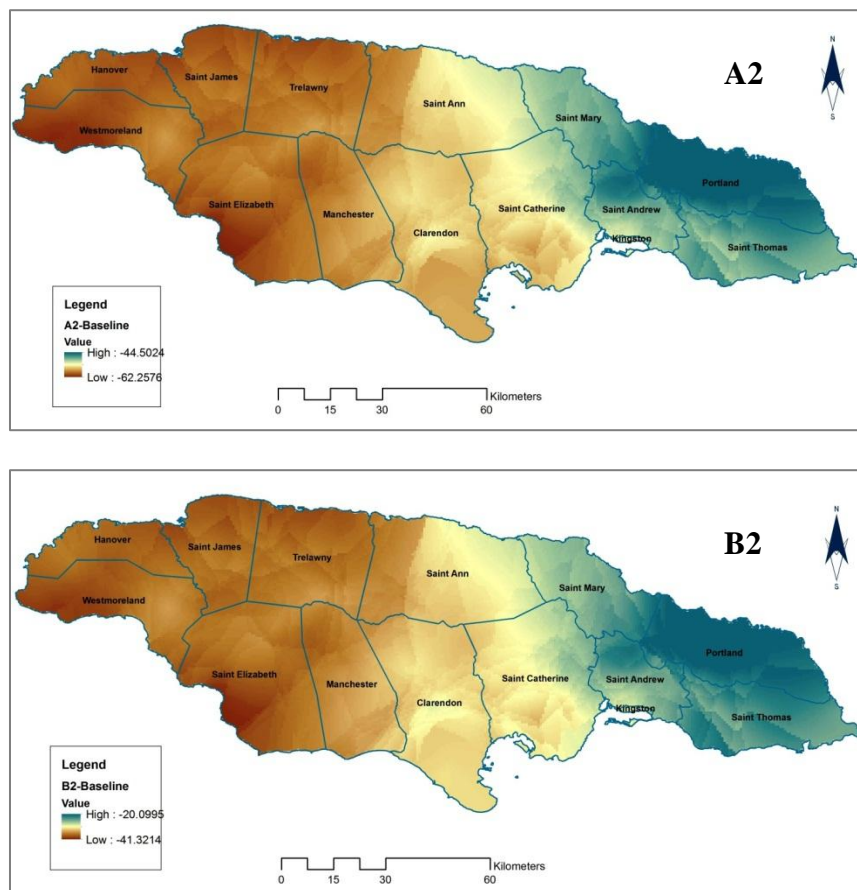 A2
N
S
Hanover
Saint James
Trelawny
Saint Ann
Saint Mary
Westmoreland
Portland
Saint Elizabeth
Manchester
Clarendon
Saint Catherine
Saint Andrew
Kingston
Saint Thomas
Legend
A2-Baseline
Value
High : -44.5024
Low : -62.2576
Kilometers
0 15 30 60
B2
N
S
Hanover
Saint James
Trelawny
Saint Ann
Saint Mary
Westmoreland
Portland
Saint Elizabeth
Manchester
Clarendon
Saint Catherine
Saint Andrew
Kingston
Saint Thomas
Legend
B2-Baseline
Value
High : -20.0995
Low : -41.3214
Kilometers
0 15 30 60